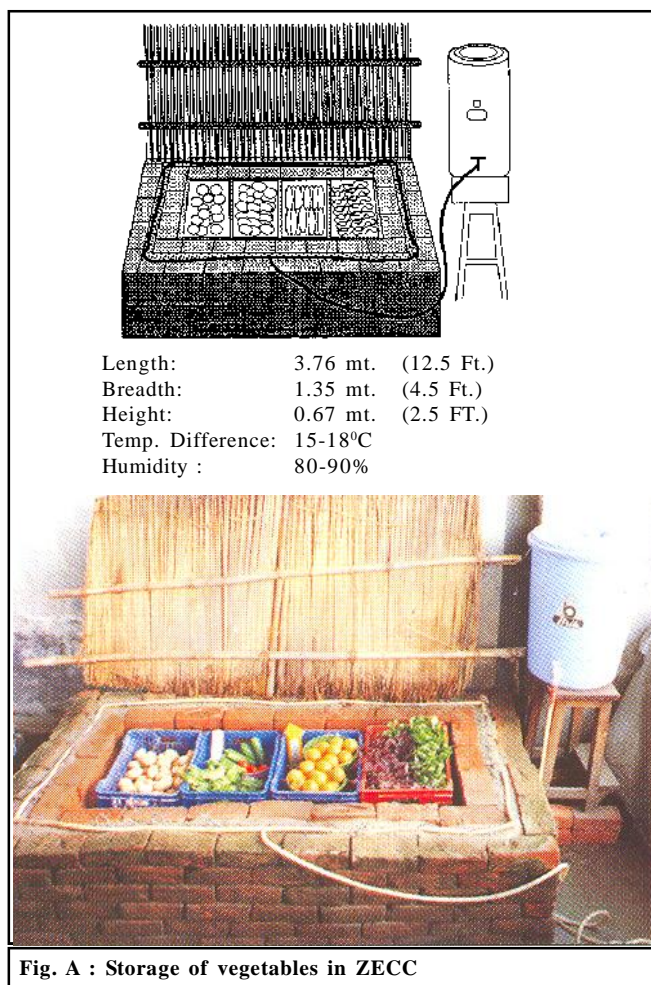 Length: 3.76 mt. (12.5 Ft.)
Breadth: 1.35 mt. (4.5 Ft.)
Height: 0.67 mt. (2.5 FT.)
Temp. Difference: 15-18⁰C
Humidity : 80-90%
Fig. A : Storage of vegetables in ZECC